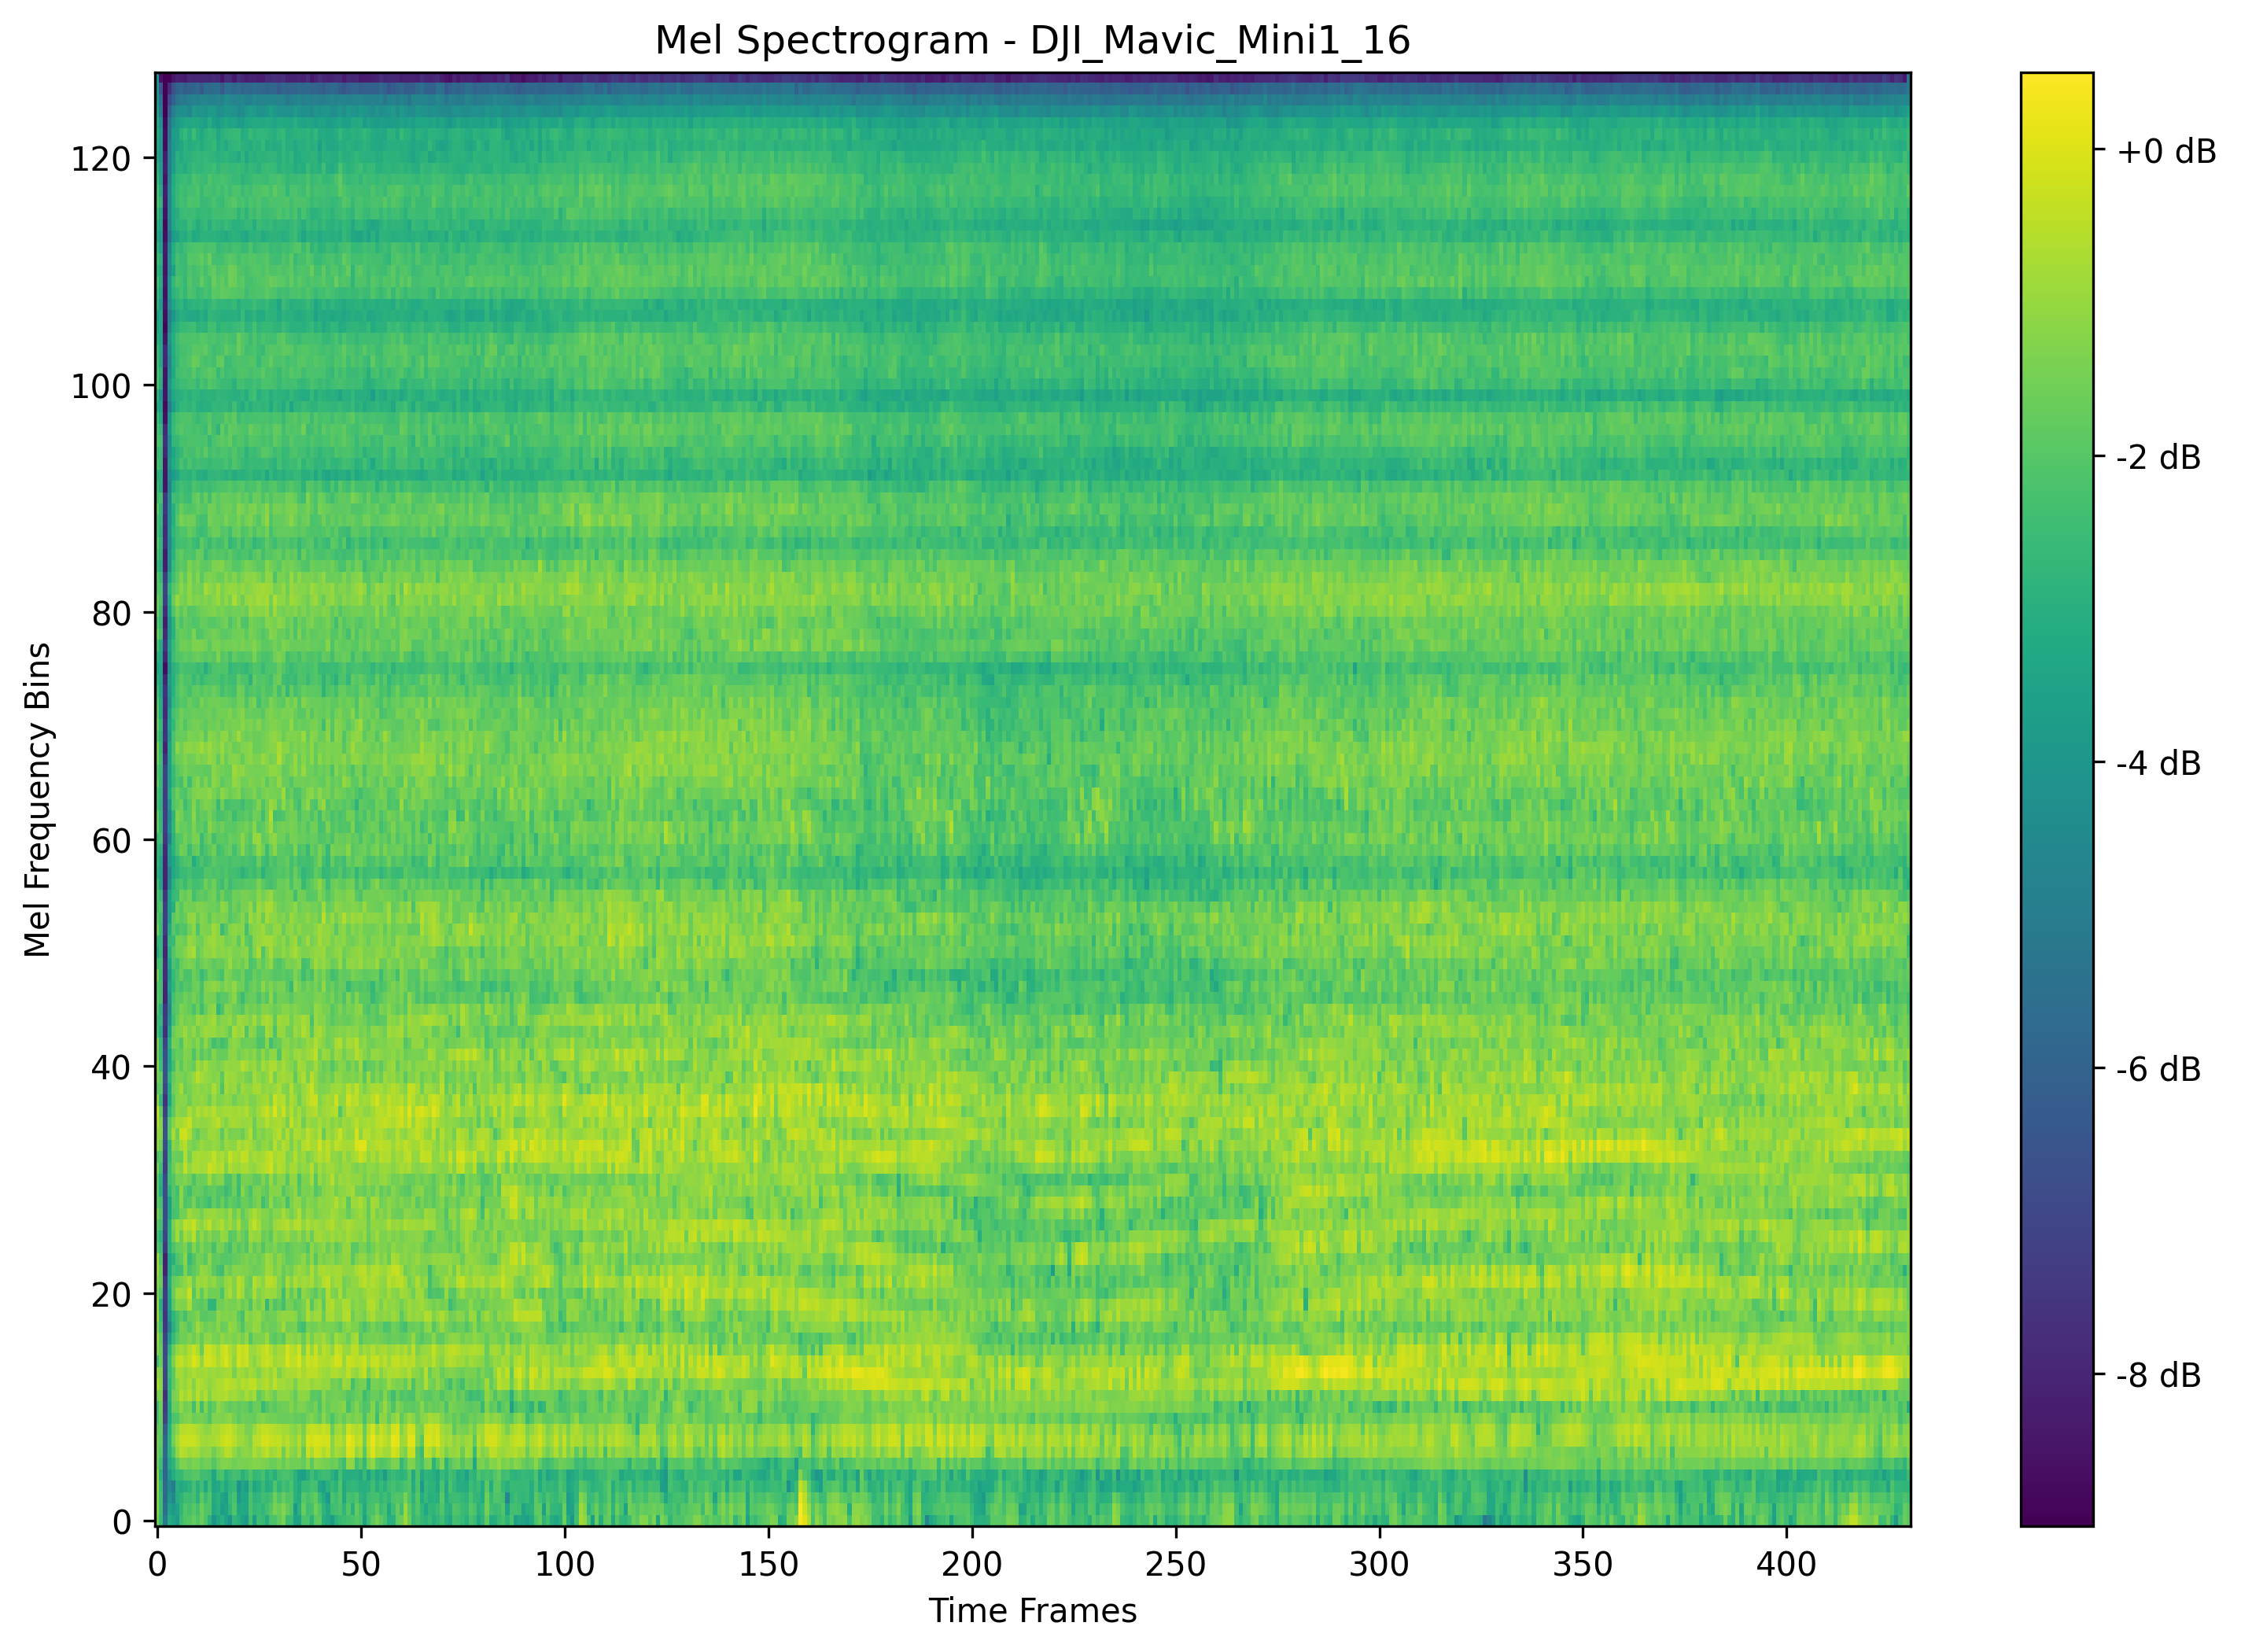 Mel Spectrogram - DJI_Mavic_Mini1_16
Mel Frequency Bins
120
100
80
60
40
20
0
0 50 100 150 200 250 300 350 400
Time Frames
+0 dB
-2 dB
-4 dB
-6 dB
-8 dB